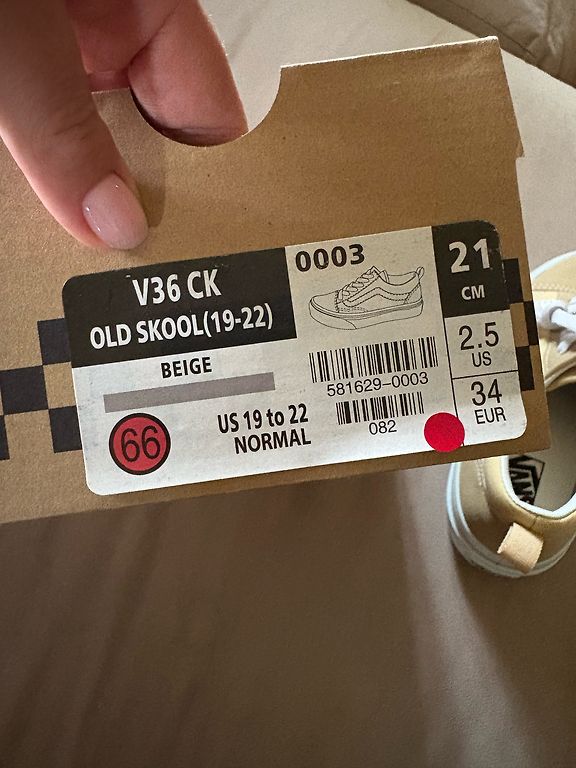 V36 CK
OLD SKOOL(19-22)
BEIGE
66
US 19 to 22
NORMAL
0003
581629-0003
082
21
CM
2.5
US
34
EUR
VANS